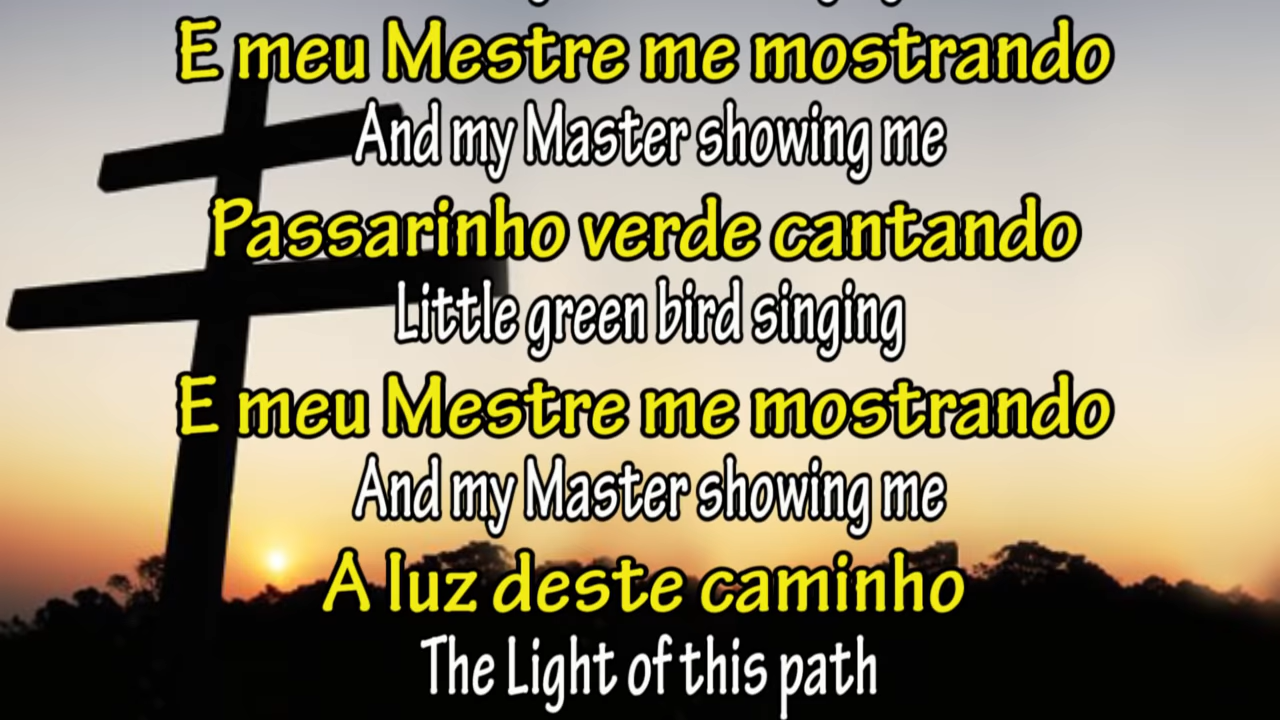 E meu Mestre me mostrando
And my Master showing me
Passarinho verde cantando
Little green bird singing
E meu Mestre me mostrando
And my Master showing me
A luz deste caminho
The Light of this path